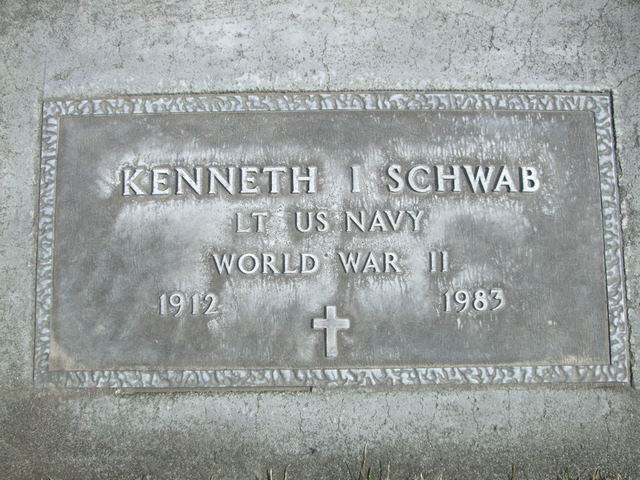 KENNETH I SCHWAB
LT US NAVY
WORLD WAR II
1912 1983